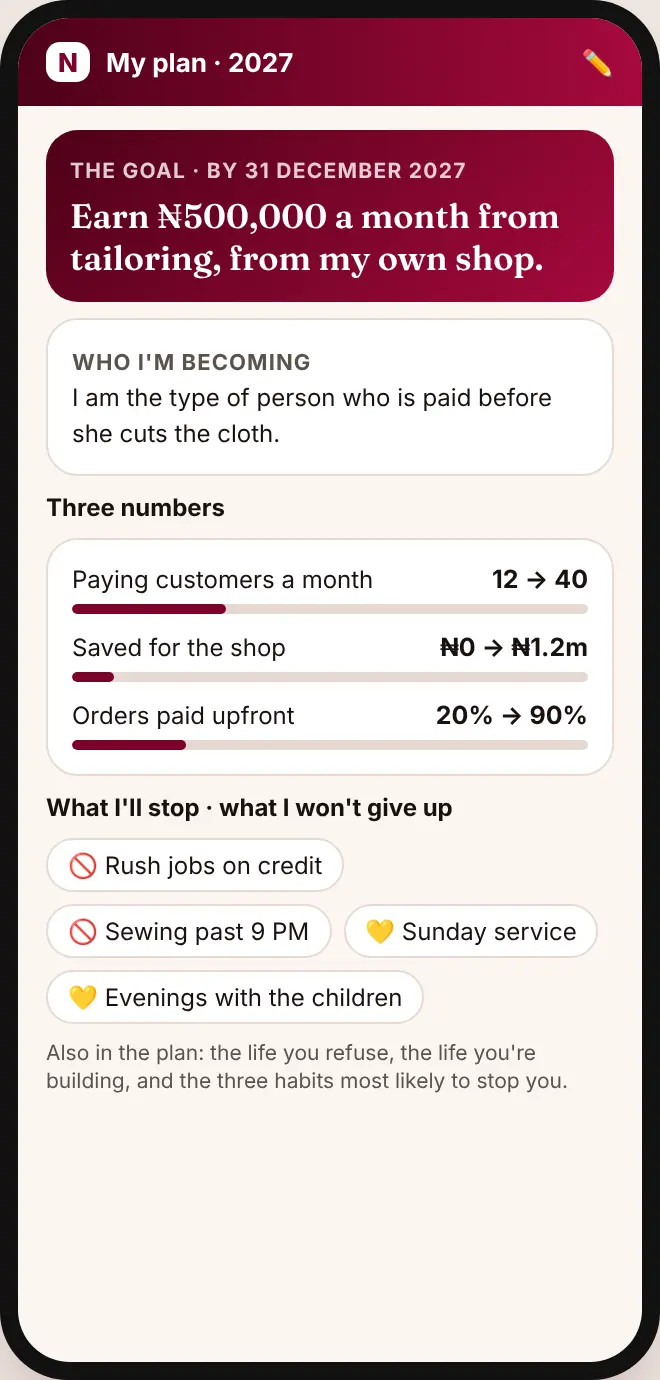 N My plan · 2027 ✏️
THE GOAL · BY 31 DECEMBER 2027
Earn ₦500,000 a month from
tailoring, from my own shop.
WHO I'M BECOMING
I am the type of person who is paid before
she cuts the cloth.
Three numbers
Paying customers a month 12 → 40
Saved for the shop ₦0 → ₦1.2m
Orders paid upfront 20% → 90%
What I'll stop · what I won't give up
🚫 Rush jobs on credit
🚫 Sewing past 9 PM 💛 Sunday service
💛 Evenings with the children
Also in the plan: the life you refuse, the life you're
building, and the three habits most likely to stop you.